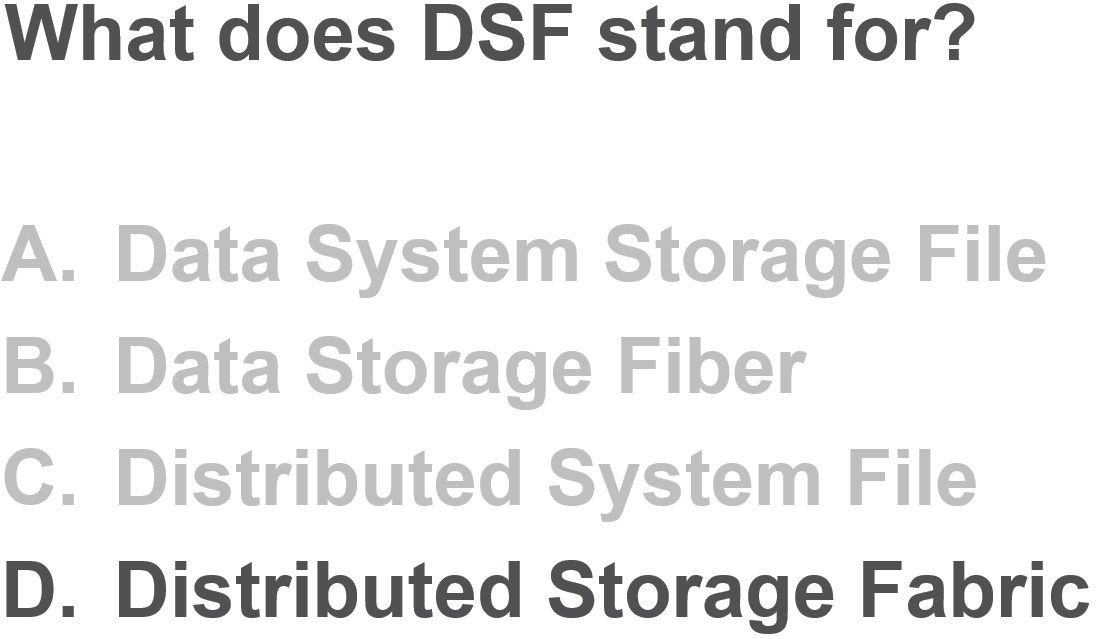 What does DSF stand for?
A. Data System Storage File
B. Data Storage Fiber
C. Distributed System File
D. Distributed Storage Fabric